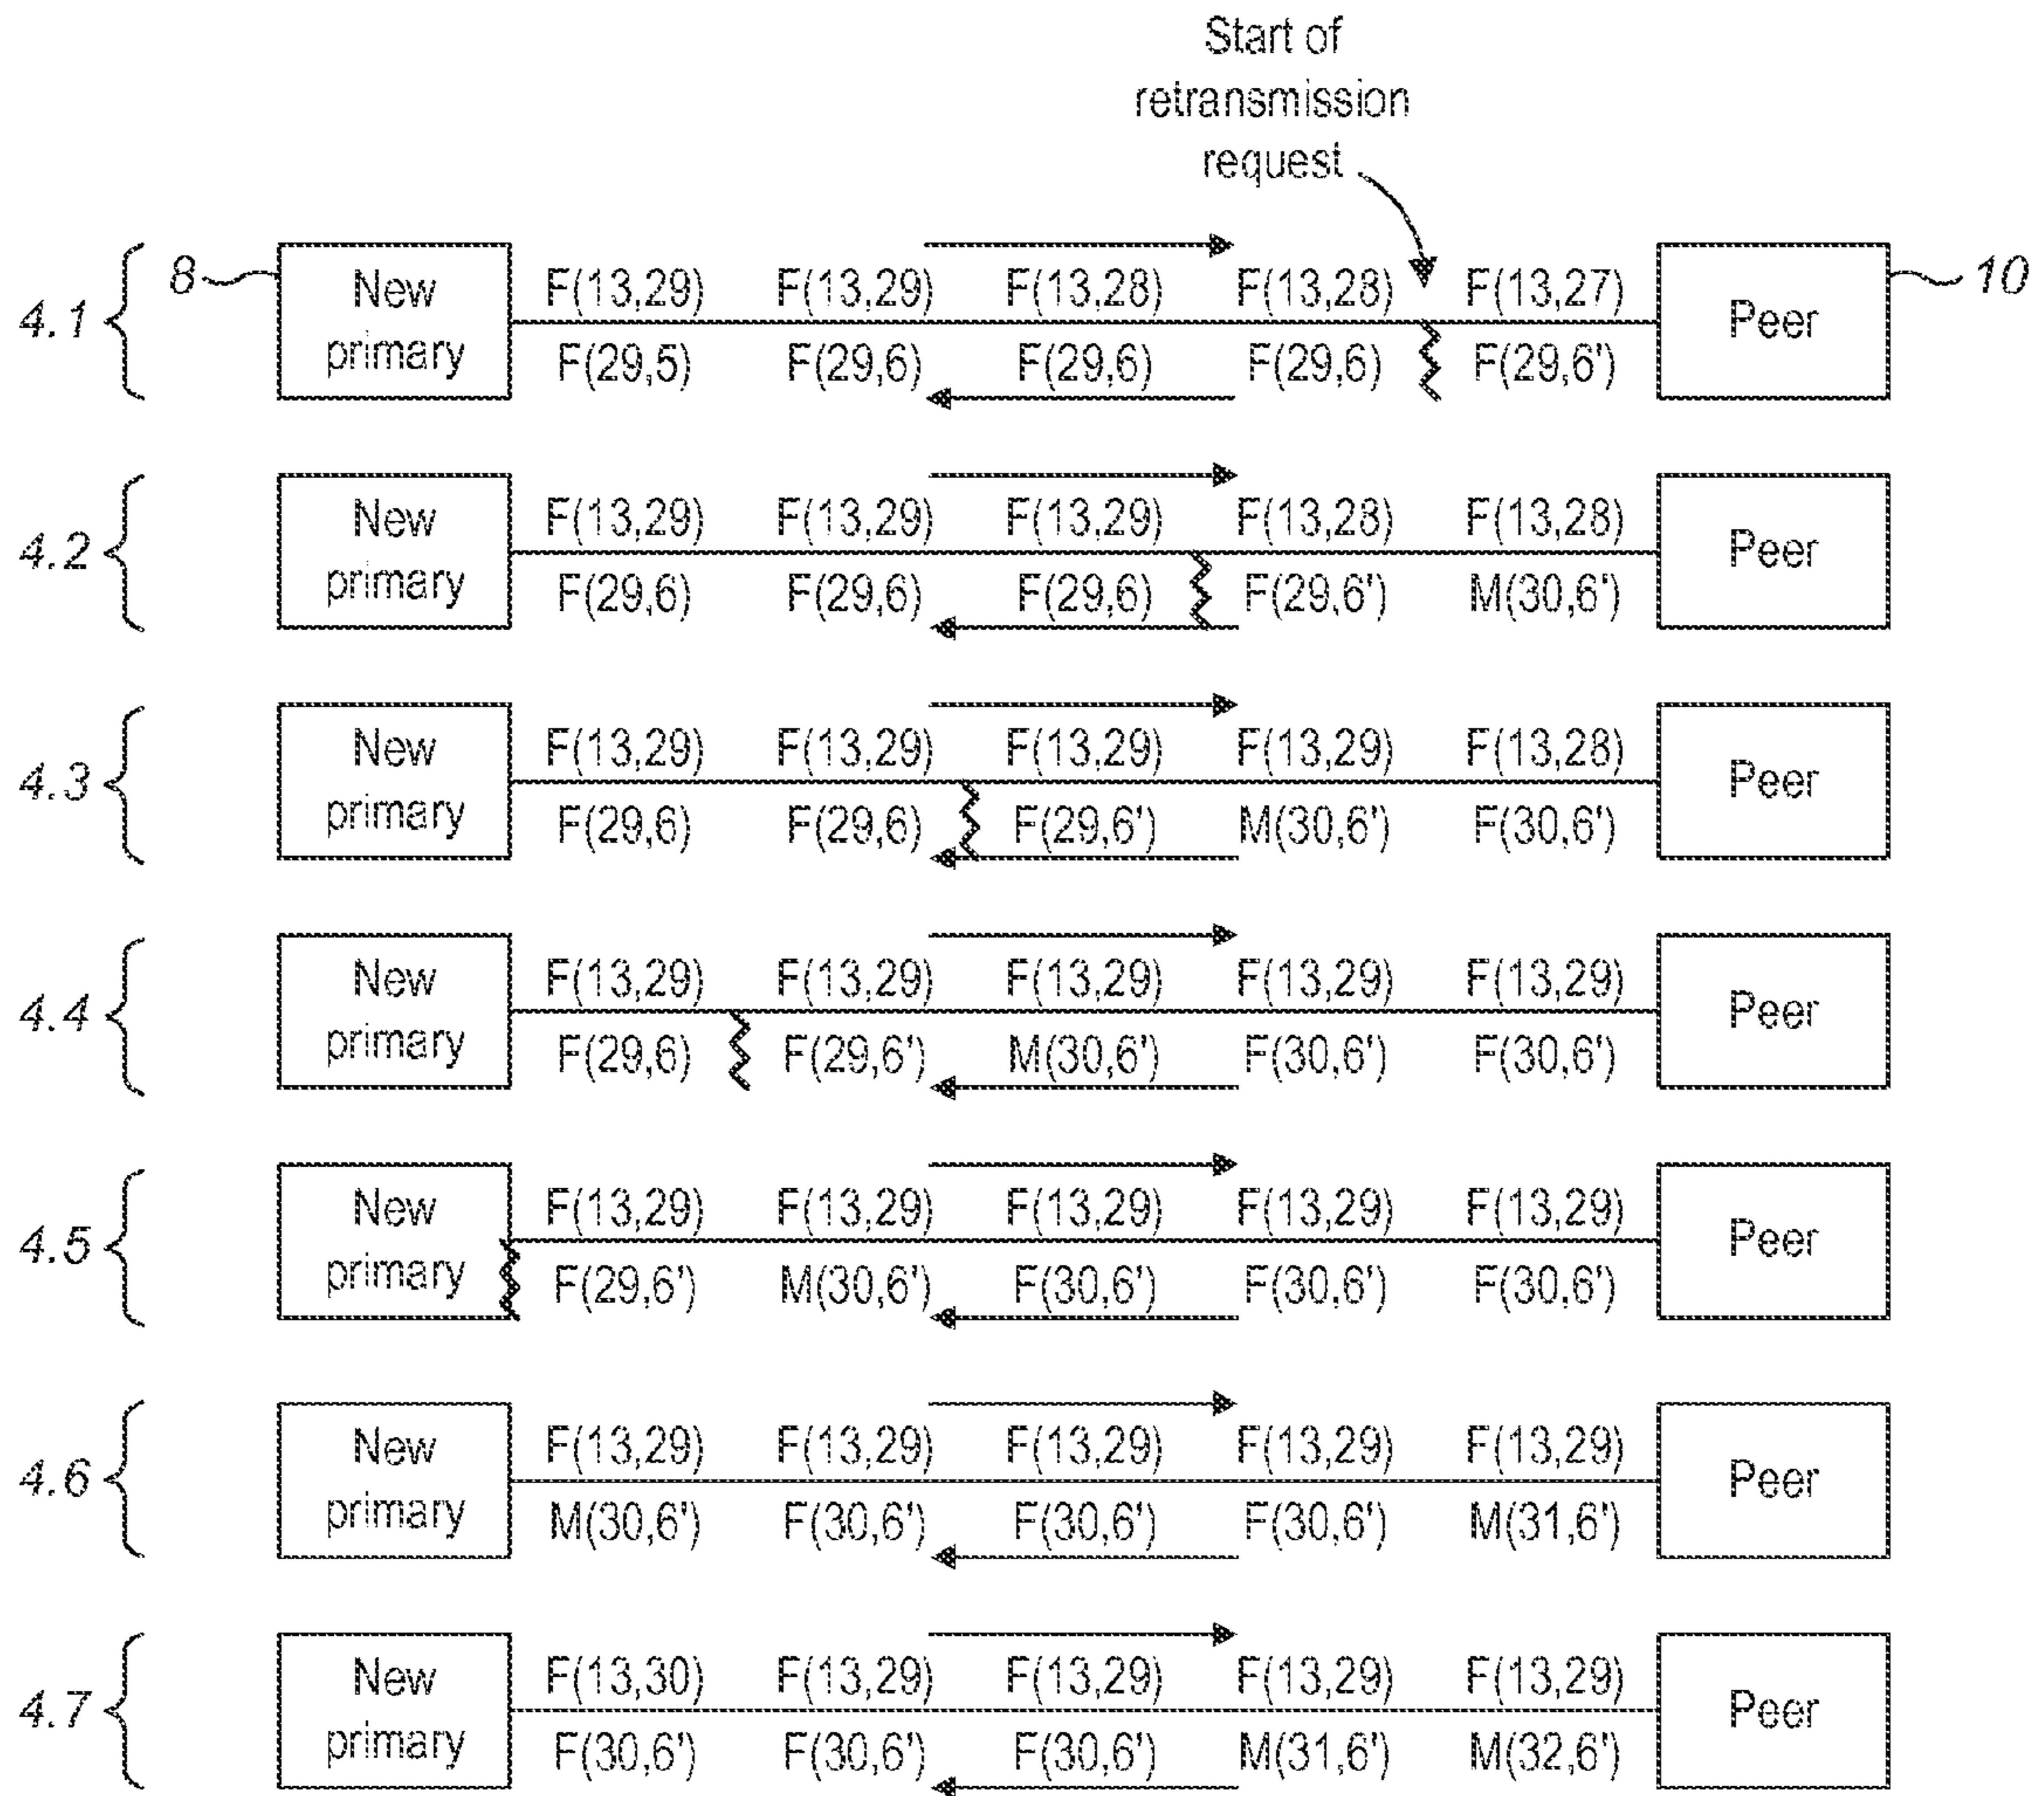 Start of
retransmission
request
4.1
8
New
primary
F(13,29) F(13,29) F(13,28) F(13,28) F(13,27)
F(29,5) F(29,6) F(29,6) F(29,6) F(29,6')
Peer
10
4.2
New
primary
F(13,29) F(13,29) F(13,29) F(13,28) F(13,28)
F(29,6) F(29,6) F(29,6) F(29,6') M(30,6')
Peer
4.3
New
primary
F(13,29) F(13,29) F(13,29) F(13,29) F(13,28)
F(29,6) F(29,6) F(29,6') M(30,6') F(30,6')
Peer
4.4
New
primary
F(13,29) F(13,29) F(13,29) F(13,29) F(13,29)
F(29,6) F(29,6') M(30,6') F(30,6') F(30,6')
Peer
4.5
New
primary
F(13,29) F(13,29) F(13,29) F(13,29) F(13,29)
F(29,6') M(30,6') F(30,6') F(30,6') F(30,6')
Peer
4.6
New
primary
F(13,29) F(13,29) F(13,29) F(13,29) F(13,29)
M(30,6') F(30,6') F(30,6') F(30,6') M(31,6')
Peer
4.7
New
primary
F(13,30) F(13,29) F(13,29) F(13,29) F(13,29)
F(30,6') F(30,6') F(30,6') M(31,6') M(32,6')
Peer